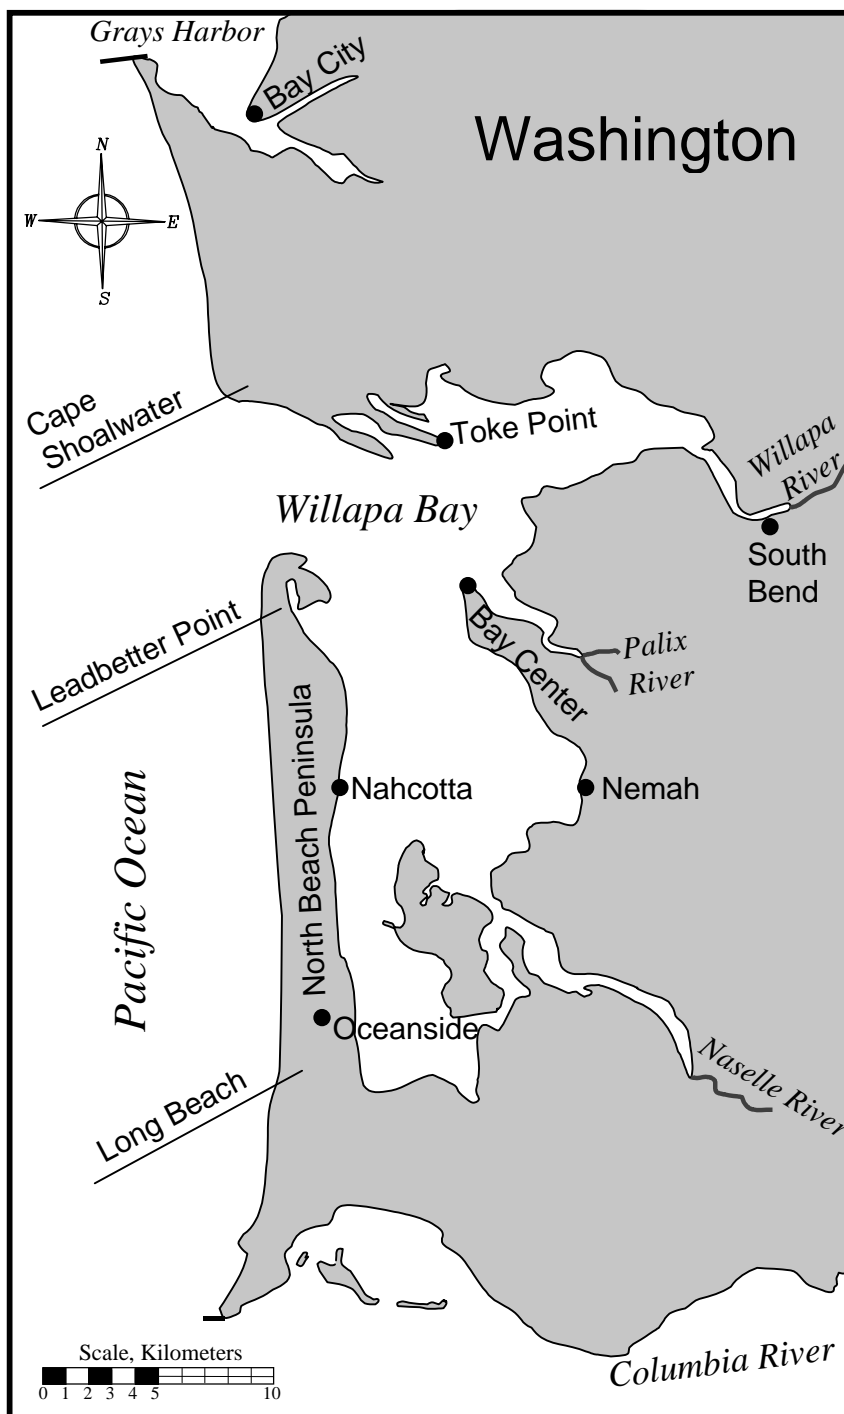 Grays Harbor
Bay City
Washington
N
W
E
S
Cape
Shoalwater
Toke Point
Willapa
River
Willapa Bay
South
Bend
Leadbetter Point
Bay Center
Palix
River
North Beach Peninsula
Nahcotta
Nemah
Pacific Ocean
Oceanside
Naselle River
Long Beach
Scale, Kilometers
0 1 2 3 4 5 10
Columbia River